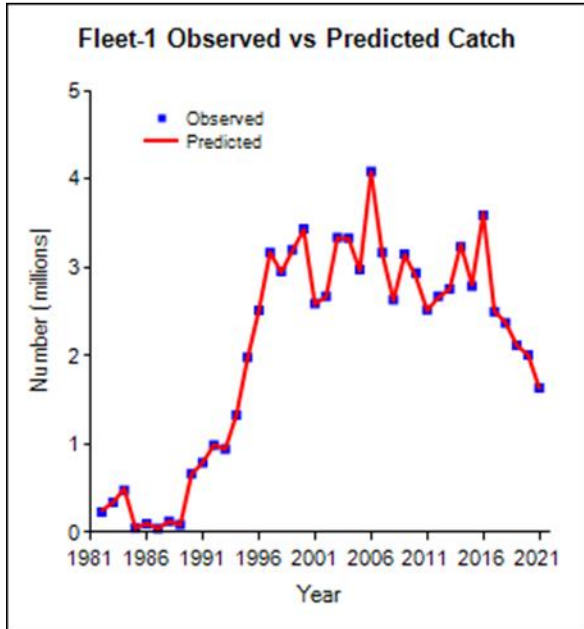 Fleet-1 Observed vs Predicted Catch
5
Observed
Predicted
4
3
2
1
0
Number (millions)
1981 1986 1991 1996 2001 2006 2011 2016 2021
Year